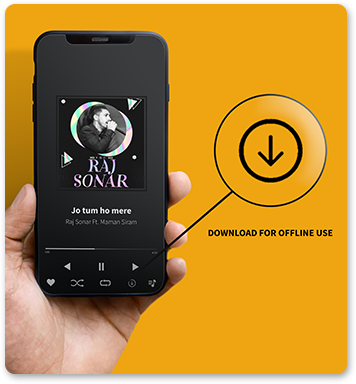 RAJ
SONAR
Jo tum ho mere
Raj Sonar Ft. Maman Siram
DOWNLOAD FOR OFFLINE USE